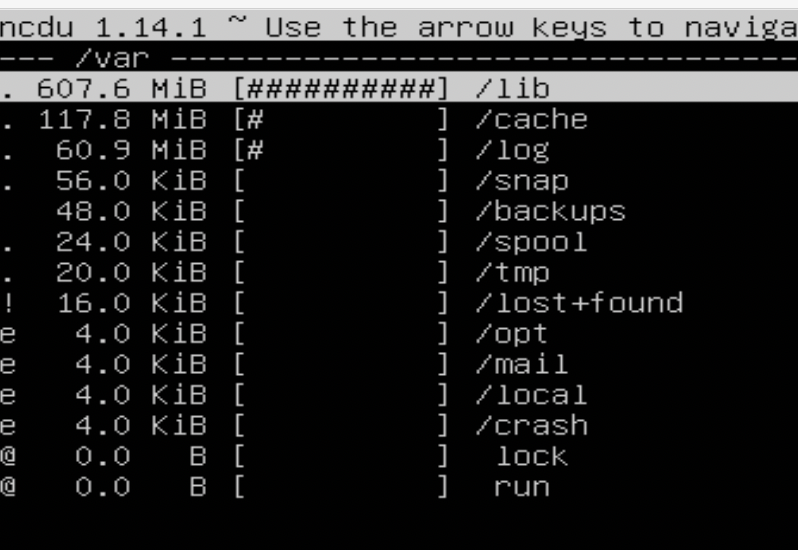 ncdu 1.14.1 ~ Use the arrow keys to naviga
--- /var -------------------------------------
. 607.6 MiB [##########] /lib
. 117.8 MiB [#         ] /cache
.  60.9 MiB [#         ] /log
.  56.0 KiB [          ] /snap
   48.0 KiB [          ] /backups
.  24.0 KiB [          ] /spool
.  20.0 KiB [          ] /tmp
!  16.0 KiB [          ] /lost+found
e   4.0 KiB [          ] /opt
e   4.0 KiB [          ] /mail
e   4.0 KiB [          ] /local
e   4.0 KiB [          ] /crash
@   0.0   B [          ]  lock
@   0.0   B [          ]  run